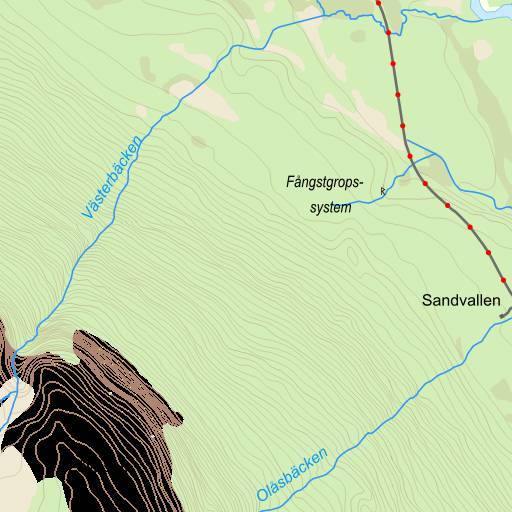 Västerbäcken
Fångstgrops-
system
R
Sandvallen
Olåsbäcken